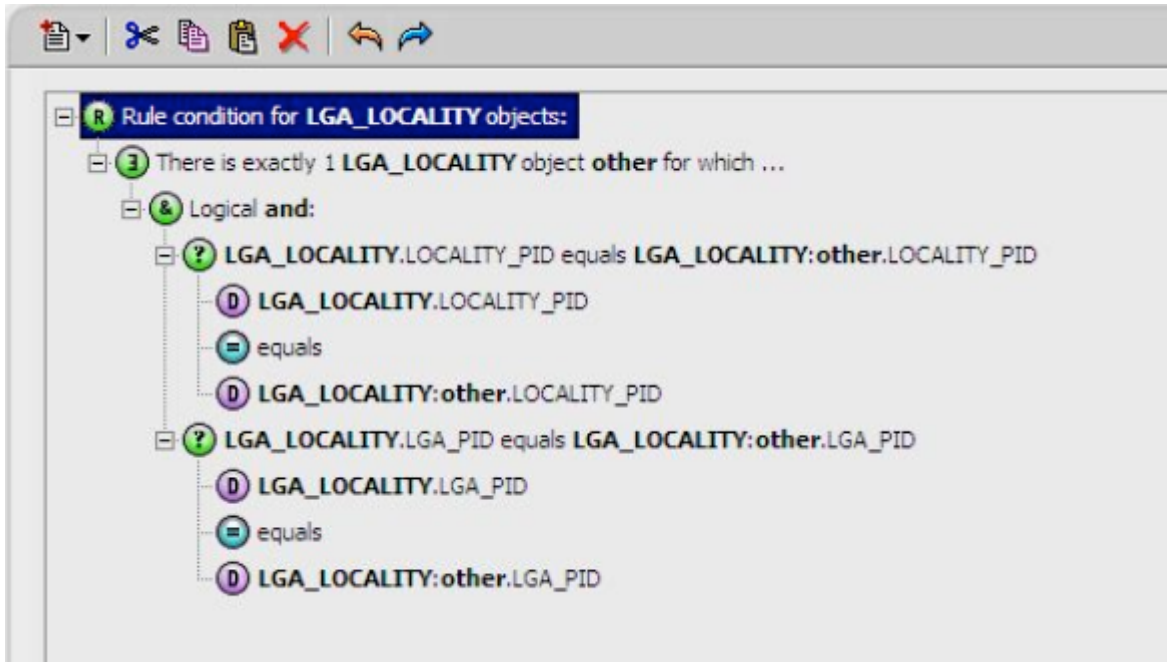 R Rule condition for LGA_LOCALITY objects:
Ǝ There is exactly 1 LGA_LOCALITY object other for which ...
& Logical and:
? LGA_LOCALITY.LOCALITY_PID equals LGA_LOCALITY:other.LOCALITY_PID
D LGA_LOCALITY.LOCALITY_PID
= equals
D LGA_LOCALITY:other.LOCALITY_PID
? LGA_LOCALITY.LGA_PID equals LGA_LOCALITY:other.LGA_PID
D LGA_LOCALITY.LGA_PID
= equals
D LGA_LOCALITY:other.LGA_PID